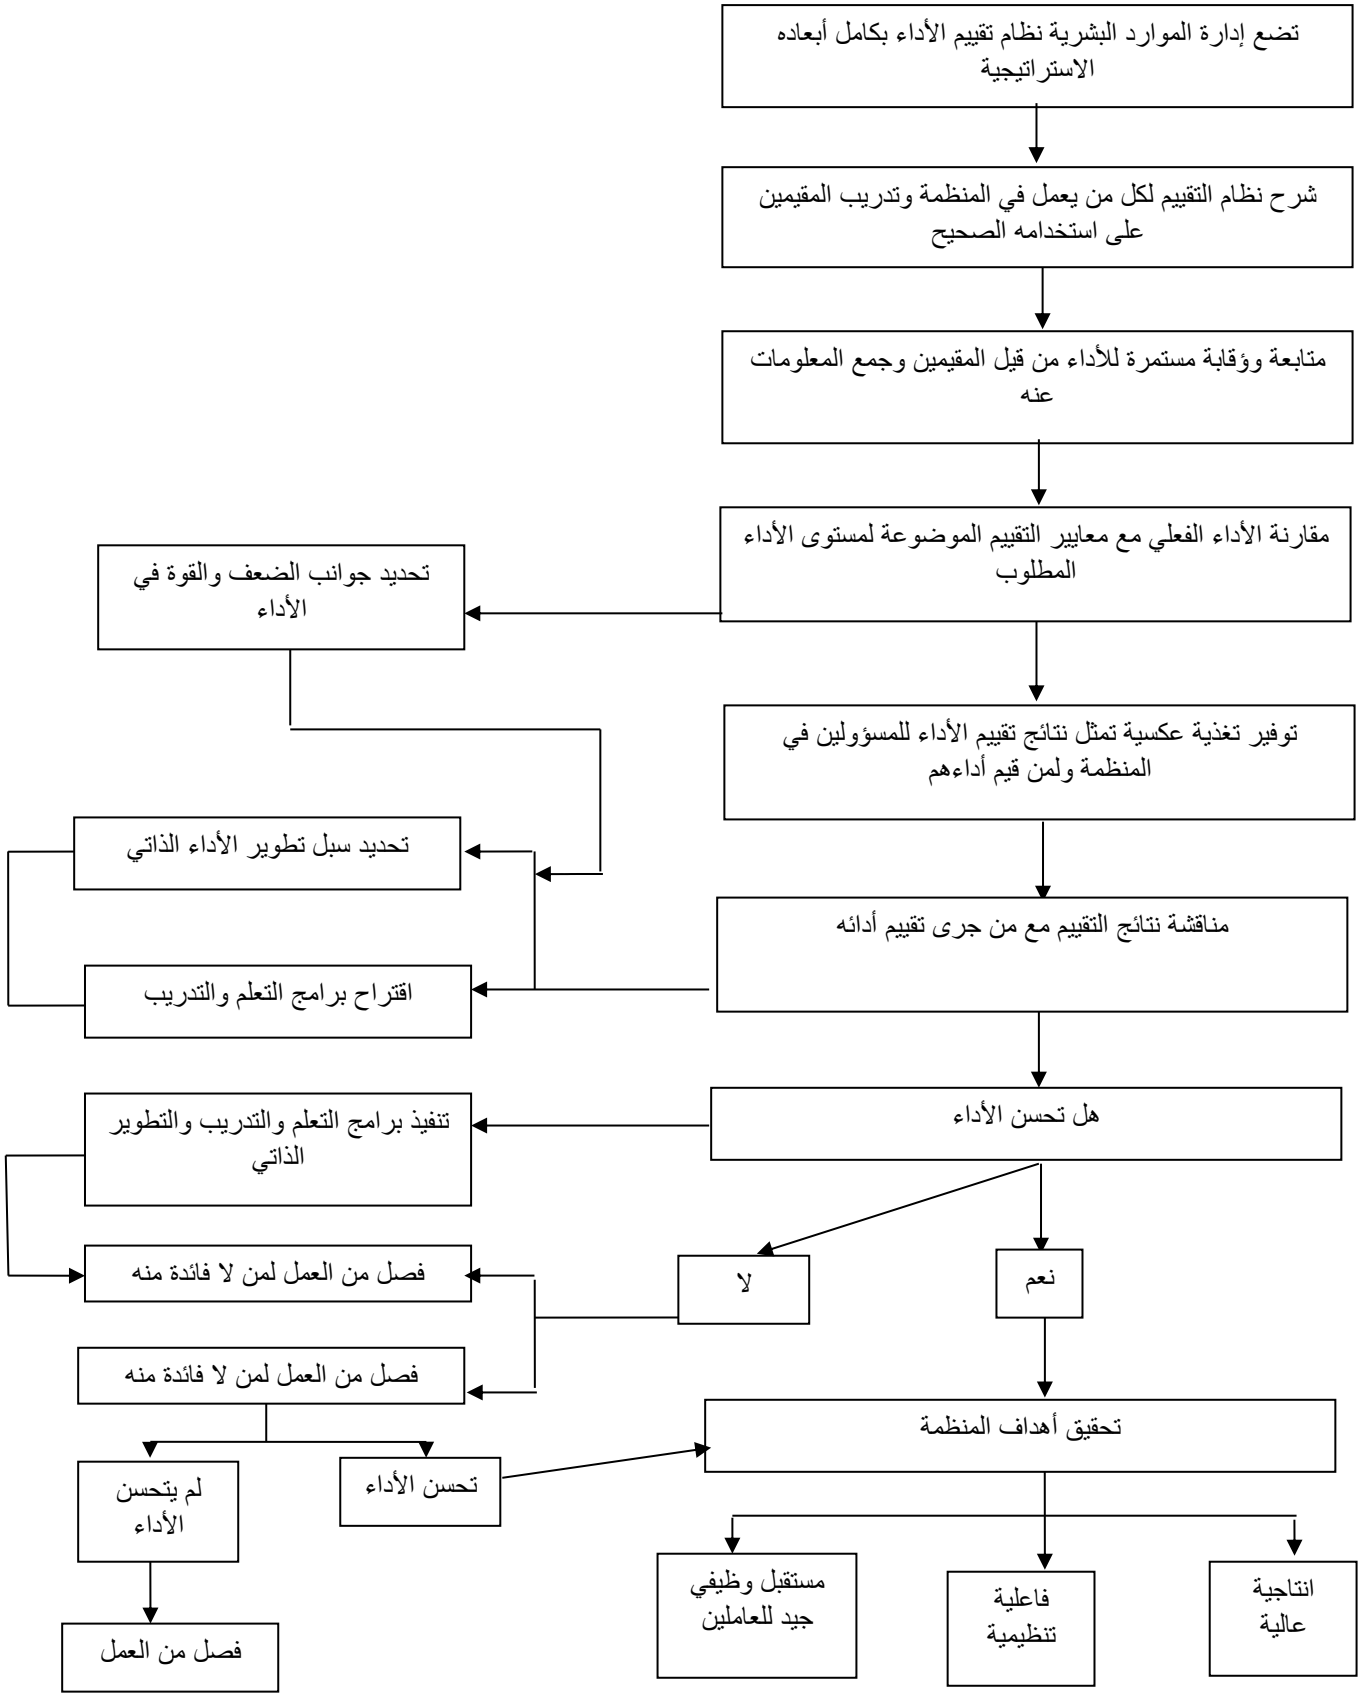 تضع إدارة الموارد البشرية نظام تقييم الأداء بكامل أبعاده
الاستراتيجية
شرح نظام التقييم لكل من يعمل في المنظمة وتدريب المقيمين
على استخدامه الصحيح
متابعة وؤقابة مستمرة للأداء من قيل المقيمين وجمع المعلومات
عنه
مقارنة الأداء الفعلي مع معايير التقييم الموضوعة لمستوى الأداء
المطلوب
تحديد جوانب الضعف والقوة في
الأداء
توفير تغذية عكسية تمثل نتائج تقييم الأداء للمسؤولين في
المنظمة ولمن قيم أداءهم
تحديد سبل تطوير الأداء الذاتي
مناقشة نتائج التقييم مع من جرى تقييم أدائه
اقتراح برامج التعلم والتدريب
هل تحسن الأداء
تنفيذ برامج التعلم والتدريب والتطوير
الذاتي
نعم
لا
فصل من العمل لمن لا فائدة منه
فصل من العمل لمن لا فائدة منه
تحقيق أهداف المنظمة
تحسن الأداء
لم يتحسن
الأداء
انتاجية
عالية
فاعلية
تنظيمية
مستقبل وظيفي
جيد للعاملين
فصل من العمل